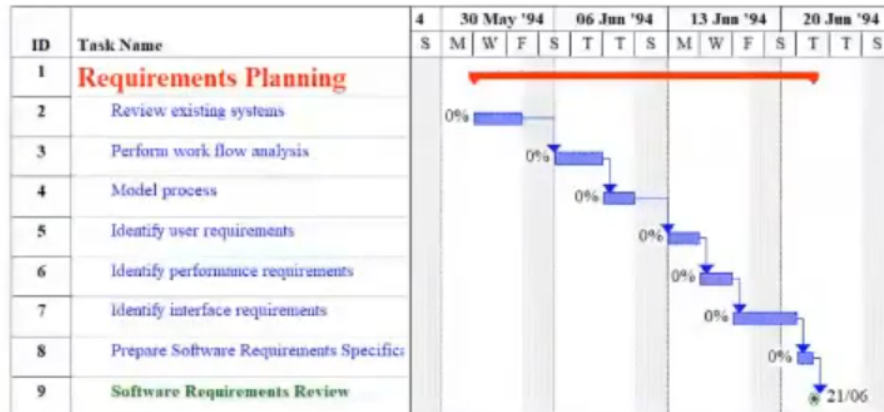 4 30 May '94 06 Jun '94 13 Jun '94 20 Jun '94
ID Task Name S M W F S T T S M W F S T T S
1 Requirements Planning
2 Review existing systems 0%
3 Perform work flow analysis 0%
4 Model process 0%
5 Identify user requirements 0%
6 Identify performance requirements 0%
7 Identify interface requirements 0%
8 Prepare Software Requirements Specifica 0%
9 Software Requirements Review 21/06